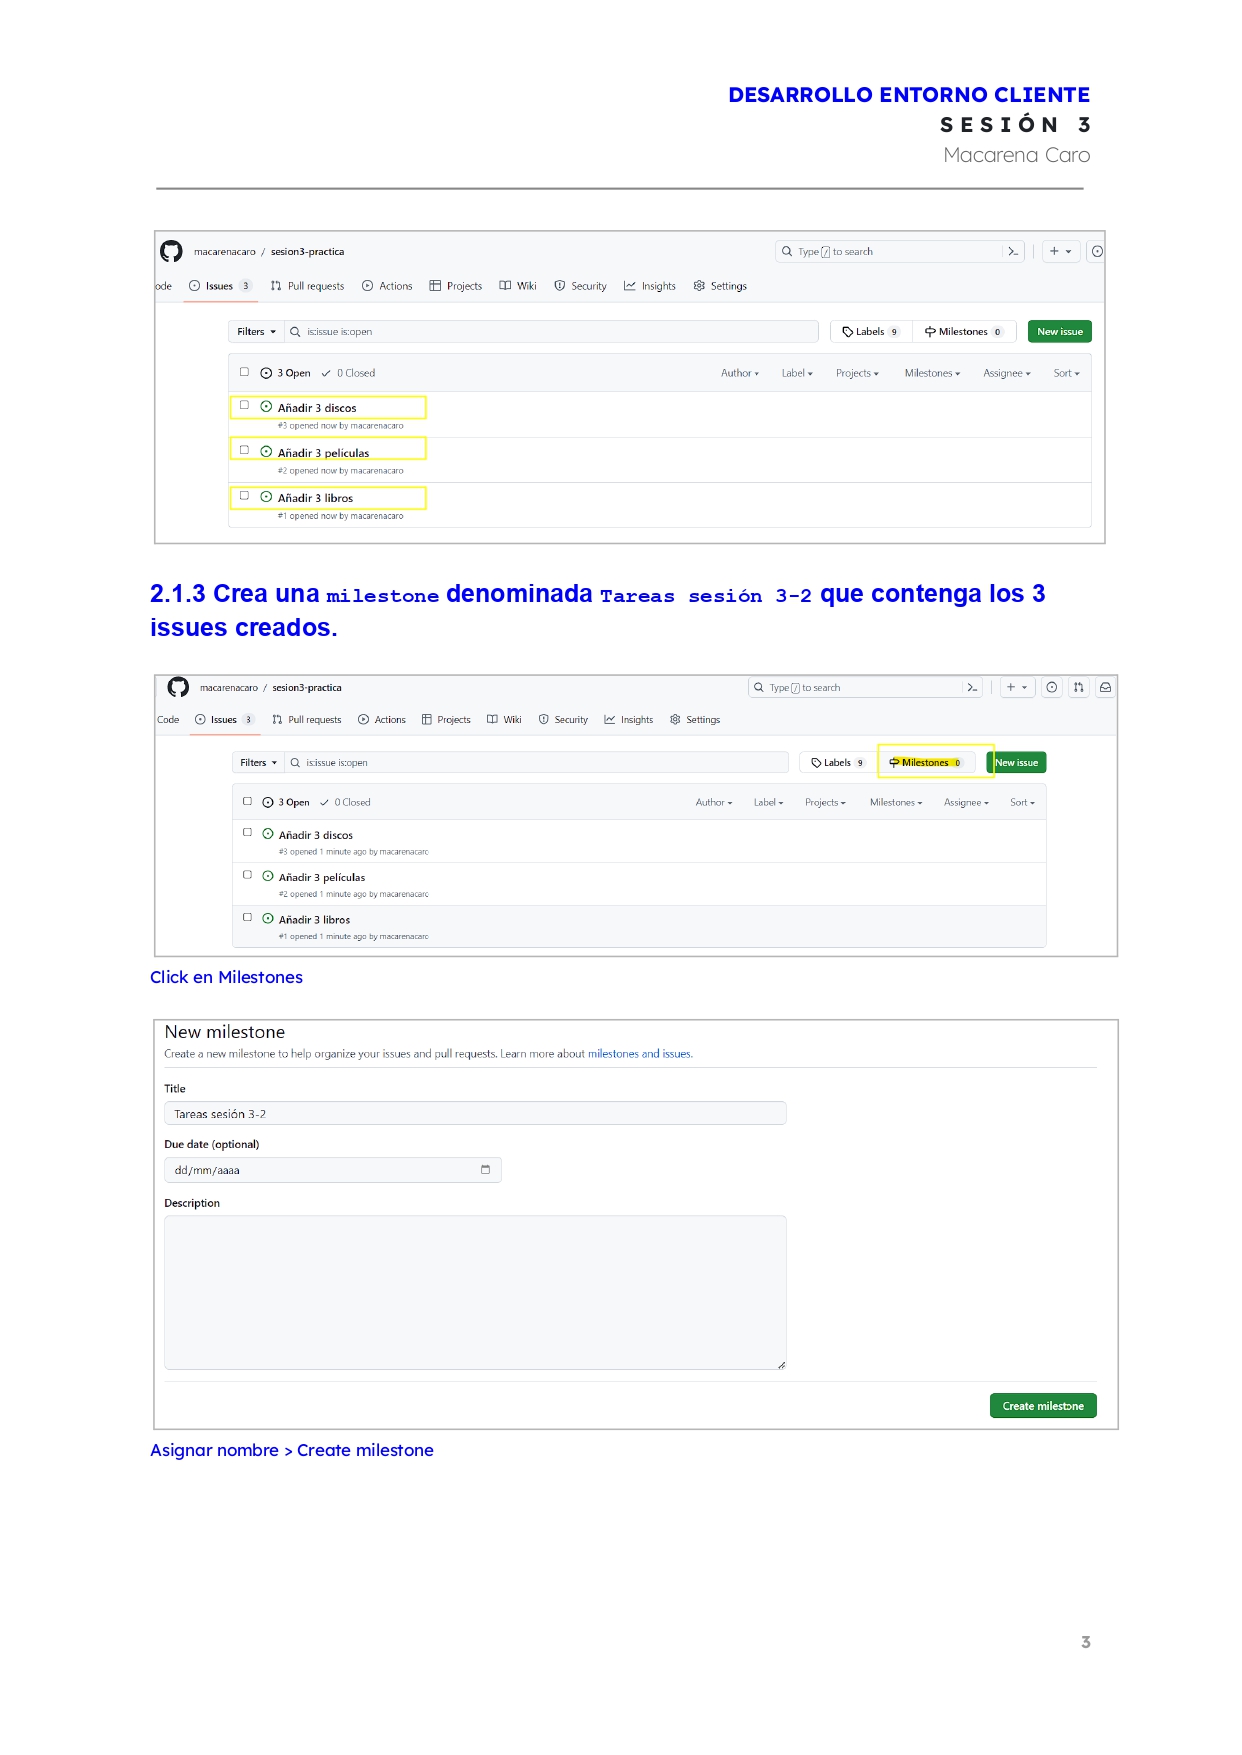 DESARROLLO ENTORNO CLIENTE
SESIÓN 3
Macarena Caro
macarenacaro / sesion3-practica
Type / to search
ode Issues 3 Pull requests Actions Projects Wiki Security Insights Settings
Filters is:issue is:open Labels 9 Milestones 0 New issue
3 Open 0 Closed Author Label Projects Milestones Assignee Sort
Añadir 3 discos
#3 opened now by macarenacaro
Añadir 3 películas
#2 opened now by macarenacaro
Añadir 3 libros
#1 opened now by macarenacaro
2.1.3 Crea una milestone denominada Tareas sesión 3-2 que contenga los 3
issues creados.
macarenacaro / sesion3-practica
Type / to search
Code Issues 3 Pull requests Actions Projects Wiki Security Insights Settings
Filters is:issue is:open Labels 9 Milestones 0 New issue
3 Open 0 Closed Author Label Projects Milestones Assignee Sort
Añadir 3 discos
#3 opened 1 minute ago by macarenacaro
Añadir 3 películas
#2 opened 1 minute ago by macarenacaro
Añadir 3 libros
#1 opened 1 minute ago by macarenacaro
Click en Milestones
New milestone
Create a new milestone to help organize your issues and pull requests. Learn more about milestones and issues.
Title
Tareas sesión 3-2
Due date (optional)
dd/mm/aaaa
Description
Create milestone
Asignar nombre > Create milestone
3